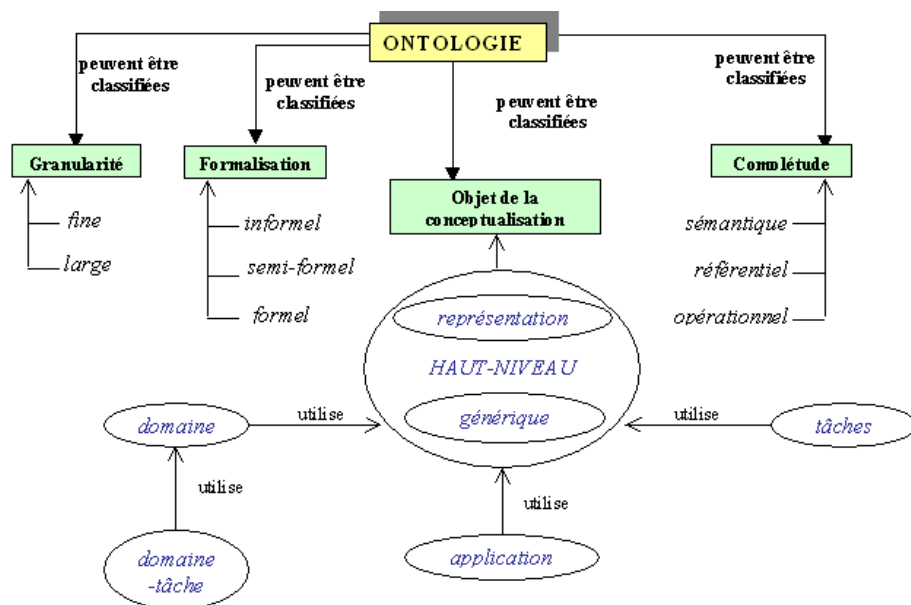 ONTOLOGIE
peuvent être
classifiées
peuvent être
classifiées
peuvent être
classifiées
peuvent être
classifiées
Granularité
Formalisation
Objet de la
conceptualisation
Complétude
fine
large
informel
semi-formel
formel
sémantique
référentiel
opérationnel
représentation
HAUT-NIVEAU
générique
domaine
utilise
utilise
tâches
utilise
utilise
domaine
-tâche
application